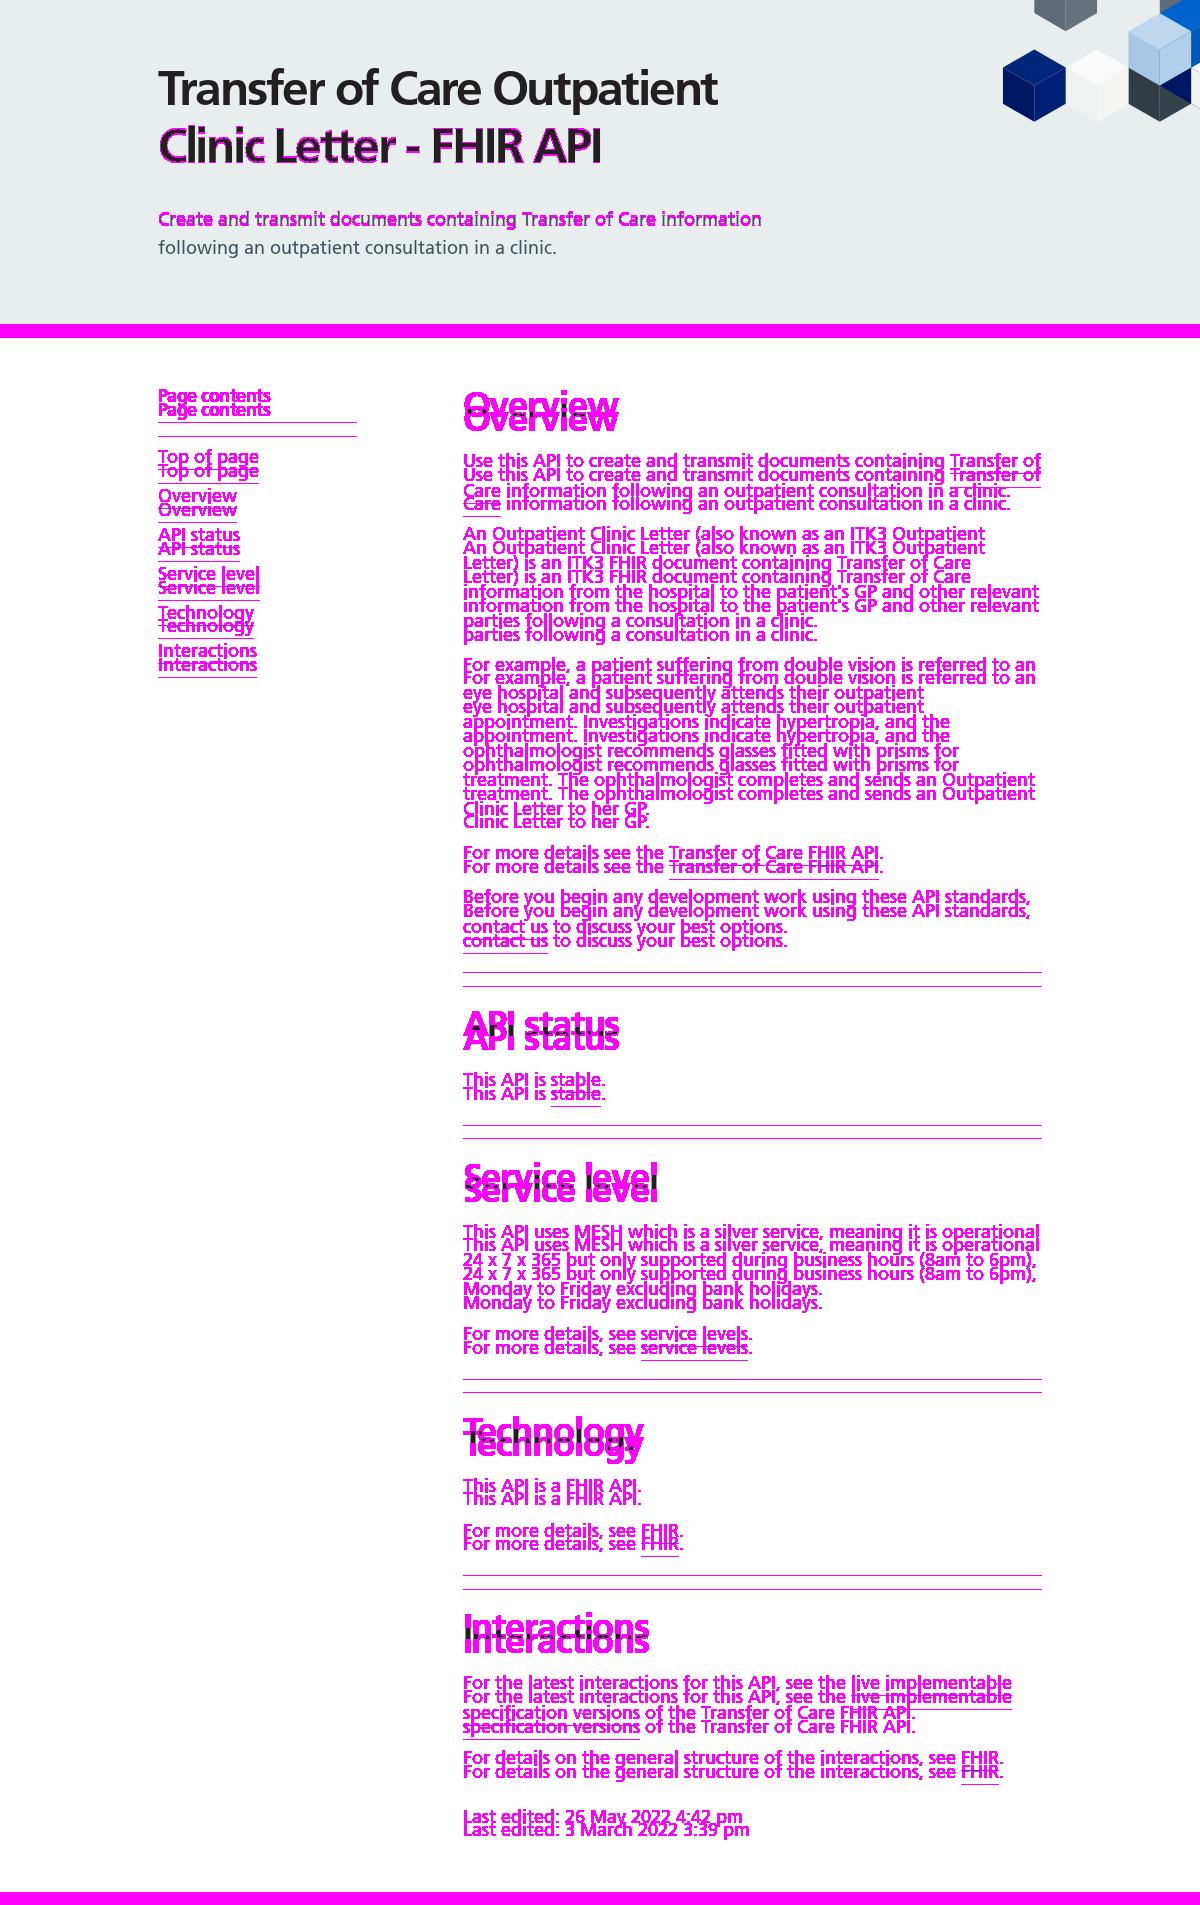 Transfer of Care Outpatient
Clinic Letter - FHIR API
Create and transmit documents containing Transfer of Care information
following an outpatient consultation in a clinic.
Page contents
Page contents
Top of page
Top of page
Overview
Overview
API status
API status
Service level
Service level
Technology
Technology
Interactions
Interactions
Overview
Overview
Use this API to create and transmit documents containing Transfer of
Use this API to create and transmit documents containing Transfer of
Care information following an outpatient consultation in a clinic.
Care information following an outpatient consultation in a clinic.
An Outpatient Clinic Letter (also known as an ITK3 Outpatient
An Outpatient Clinic Letter (also known as an ITK3 Outpatient
Letter) is an ITK3 FHIR document containing Transfer of Care
Letter) is an ITK3 FHIR document containing Transfer of Care
information from the hospital to the patient's GP and other relevant
information from the hospital to the patient's GP and other relevant
parties following a consultation in a clinic.
parties following a consultation in a clinic.
For example, a patient suffering from double vision is referred to an
For example, a patient suffering from double vision is referred to an
eye hospital and subsequently attends their outpatient
eye hospital and subsequently attends their outpatient
appointment. Investigations indicate hypertropia, and the
appointment. Investigations indicate hypertropia, and the
ophthalmologist recommends glasses fitted with prisms for
ophthalmologist recommends glasses fitted with prisms for
treatment. The ophthalmologist completes and sends an Outpatient
treatment. The ophthalmologist completes and sends an Outpatient
Clinic Letter to her GP.
Clinic Letter to her GP.
For more details see the Transfer of Care FHIR API.
For more details see the Transfer of Care FHIR API.
Before you begin any development work using these API standards,
Before you begin any development work using these API standards,
contact us to discuss your best options.
contact us to discuss your best options.
API status
API status
This API is stable.
This API is stable.
Service level
Service level
This API uses MESH which is a silver service, meaning it is operational
This API uses MESH which is a silver service, meaning it is operational
24 x 7 x 365 but only supported during business hours (8am to 6pm),
24 x 7 x 365 but only supported during business hours (8am to 6pm),
Monday to Friday excluding bank holidays.
Monday to Friday excluding bank holidays.
For more details, see service levels.
For more details, see service levels.
Technology
Technology
This API is a FHIR API.
This API is a FHIR API.
For more details, see FHIR.
For more details, see FHIR.
Interactions
Interactions
For the latest interactions for this API, see the live implementable
For the latest interactions for this API, see the live implementable
specification versions of the Transfer of Care FHIR API.
specification versions of the Transfer of Care FHIR API.
For details on the general structure of the interactions, see FHIR.
For details on the general structure of the interactions, see FHIR.
Last edited: 26 May 2022 4:42 pm
Last edited: 3 March 2022 3:39 pm